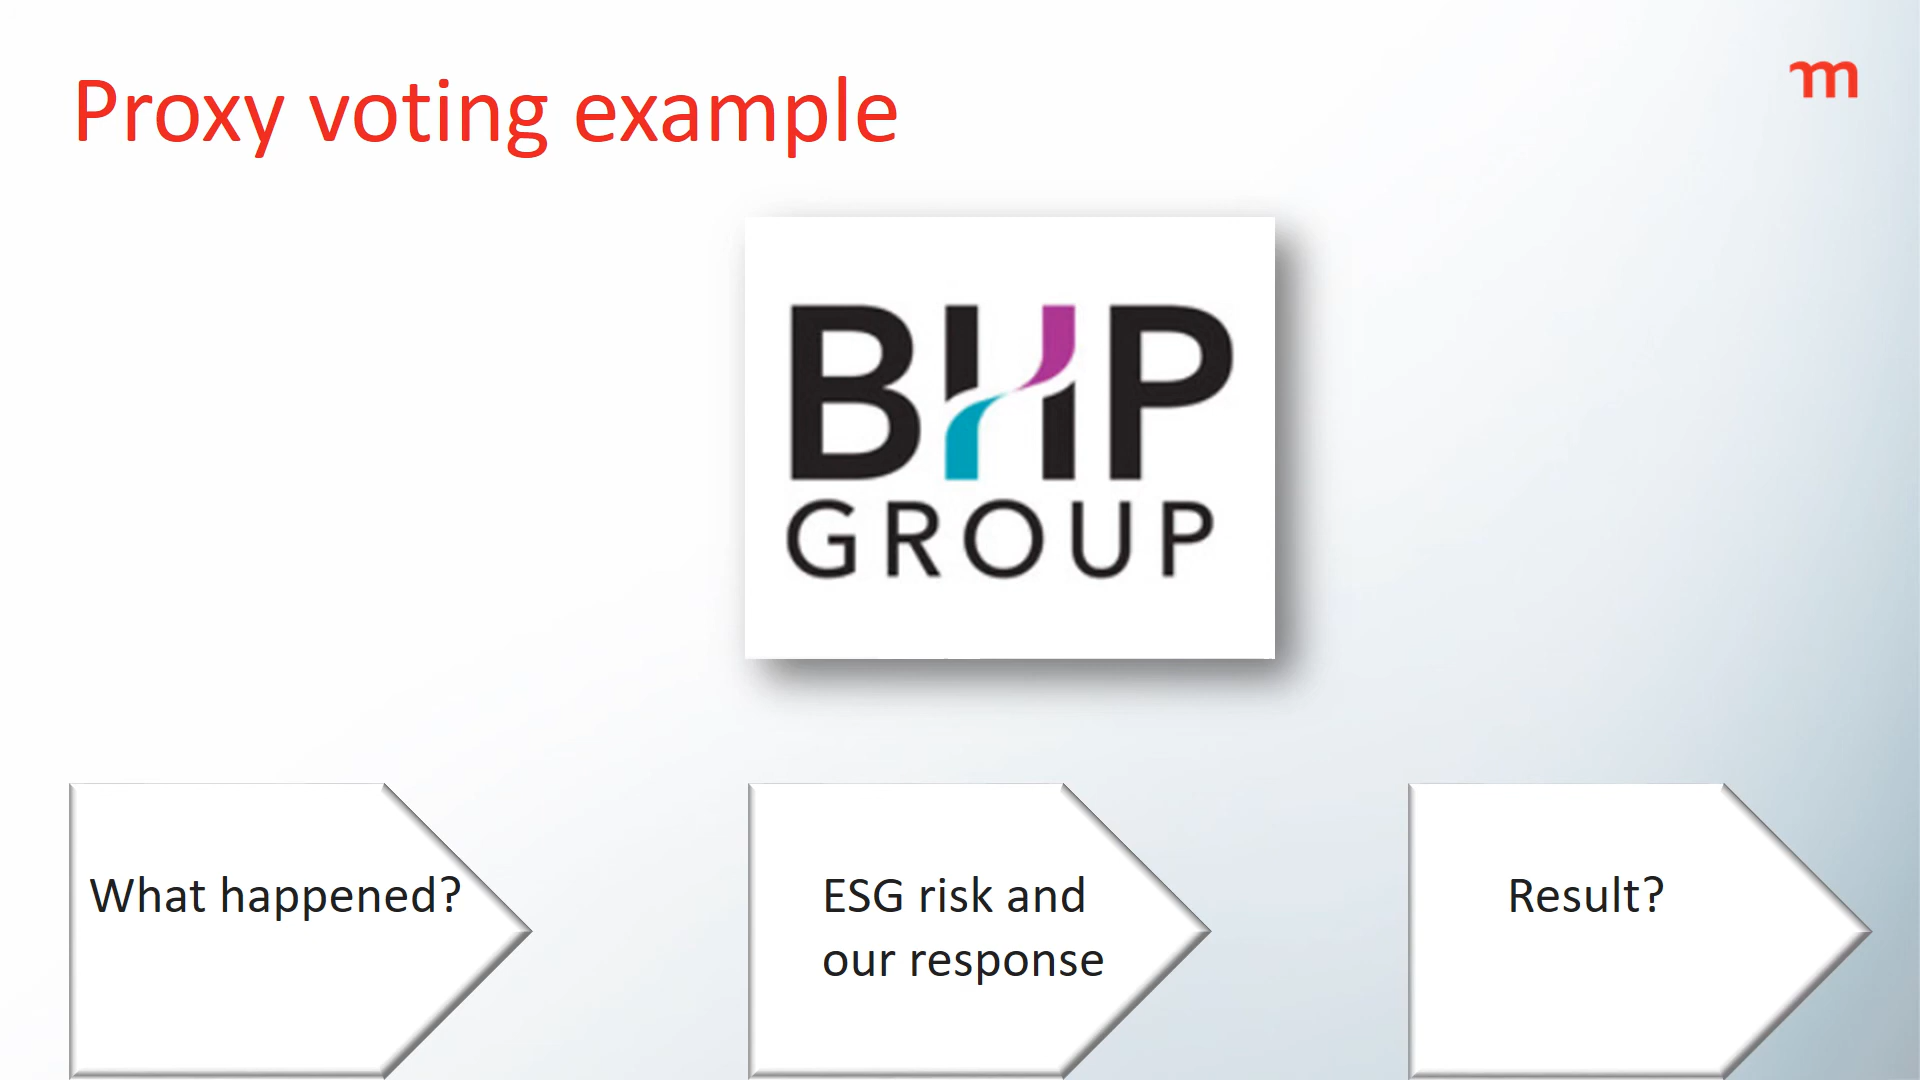 Proxy voting example
m
BHP
GROUP
What happened?
ESG risk and
our response
Result?